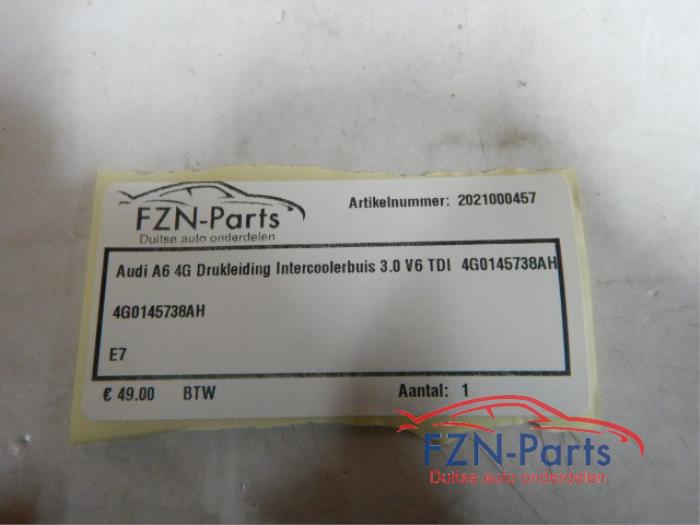 FZN-Parts
Duitse auto onderdelen
Artikelnummer: 2021000457
Audi A6 4G Drukleiding Intercoolerbuis 3.0 V6 TDI 4G0145738AH
4G0145738AH
E7
€ 49.00 BTW Aantal: 1
FZN-Parts
Duitse auto onderdelen